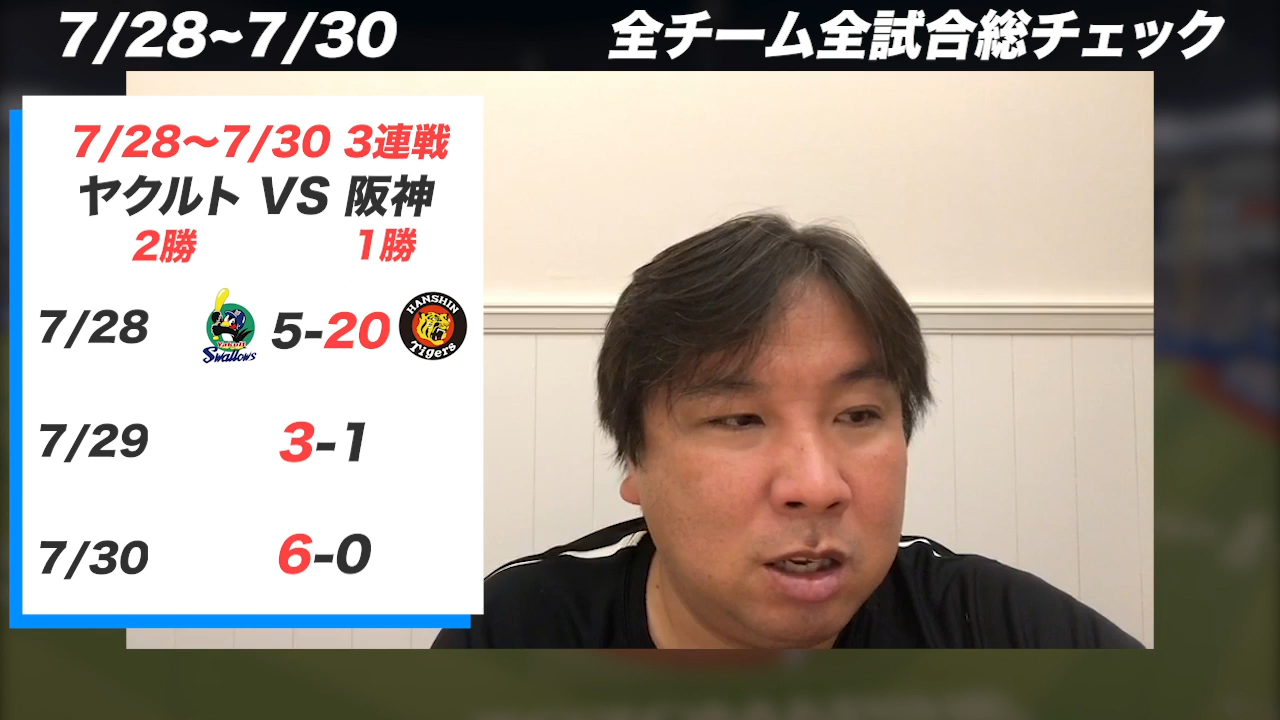 7/28~7/30 全チーム全試合総チェック
7/28～7/30 3連戦
ヤクルト VS 阪神
2勝 1勝
7/28 Yakult Swallows 5-20 HANSHIN Tigers
7/29 3-1
7/30 6-0